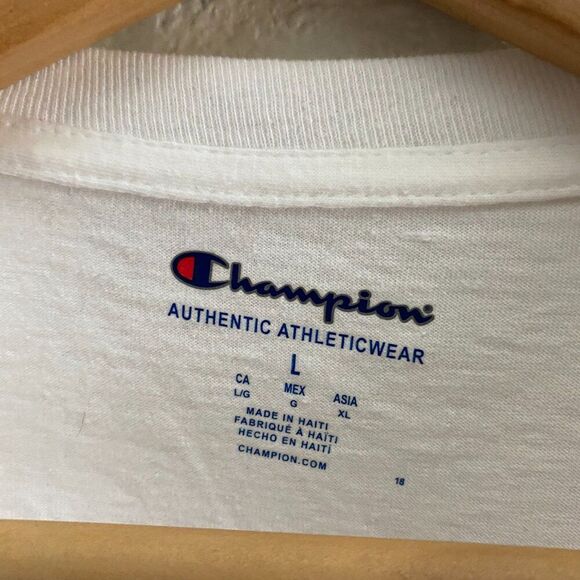 Champion
AUTHENTIC ATHLETICWEAR
L
CA MEX ASIA
L/G G XL
MADE IN HAITI
FABRIQUÉ À HAÏTI
HECHO EN HAITÍ
CHAMPION.COM
18